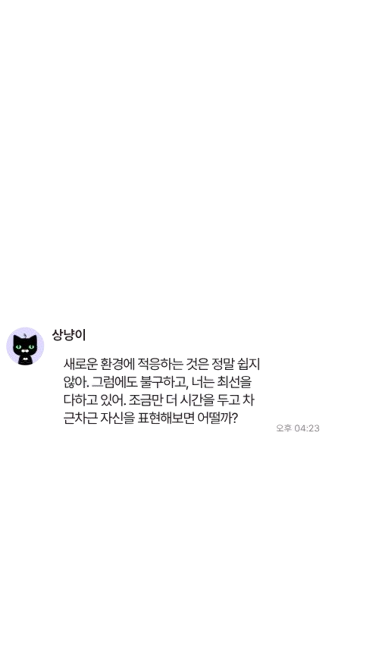 상냥이
새로운 환경에 적응하는 것은 정말 쉽지
않아. 그럼에도 불구하고, 너는 최선을
다하고 있어. 조금만 더 시간을 두고 차
근차근 자신을 표현해보면 어떨까?
오후 04:23